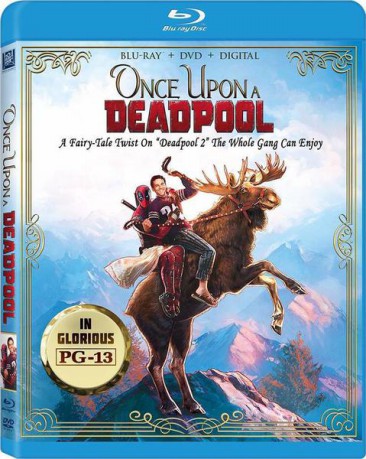 Blu-ray Disc
BLU-RAY + DVD + DIGITAL
ONCE UPON A
DEADPOOL
A Fairy-Tale Twist On "Deadpool 2" The Whole Gang Can Enjoy
IN
GLORIOUS
PG-13
ONCE UPON A DEADPOOL